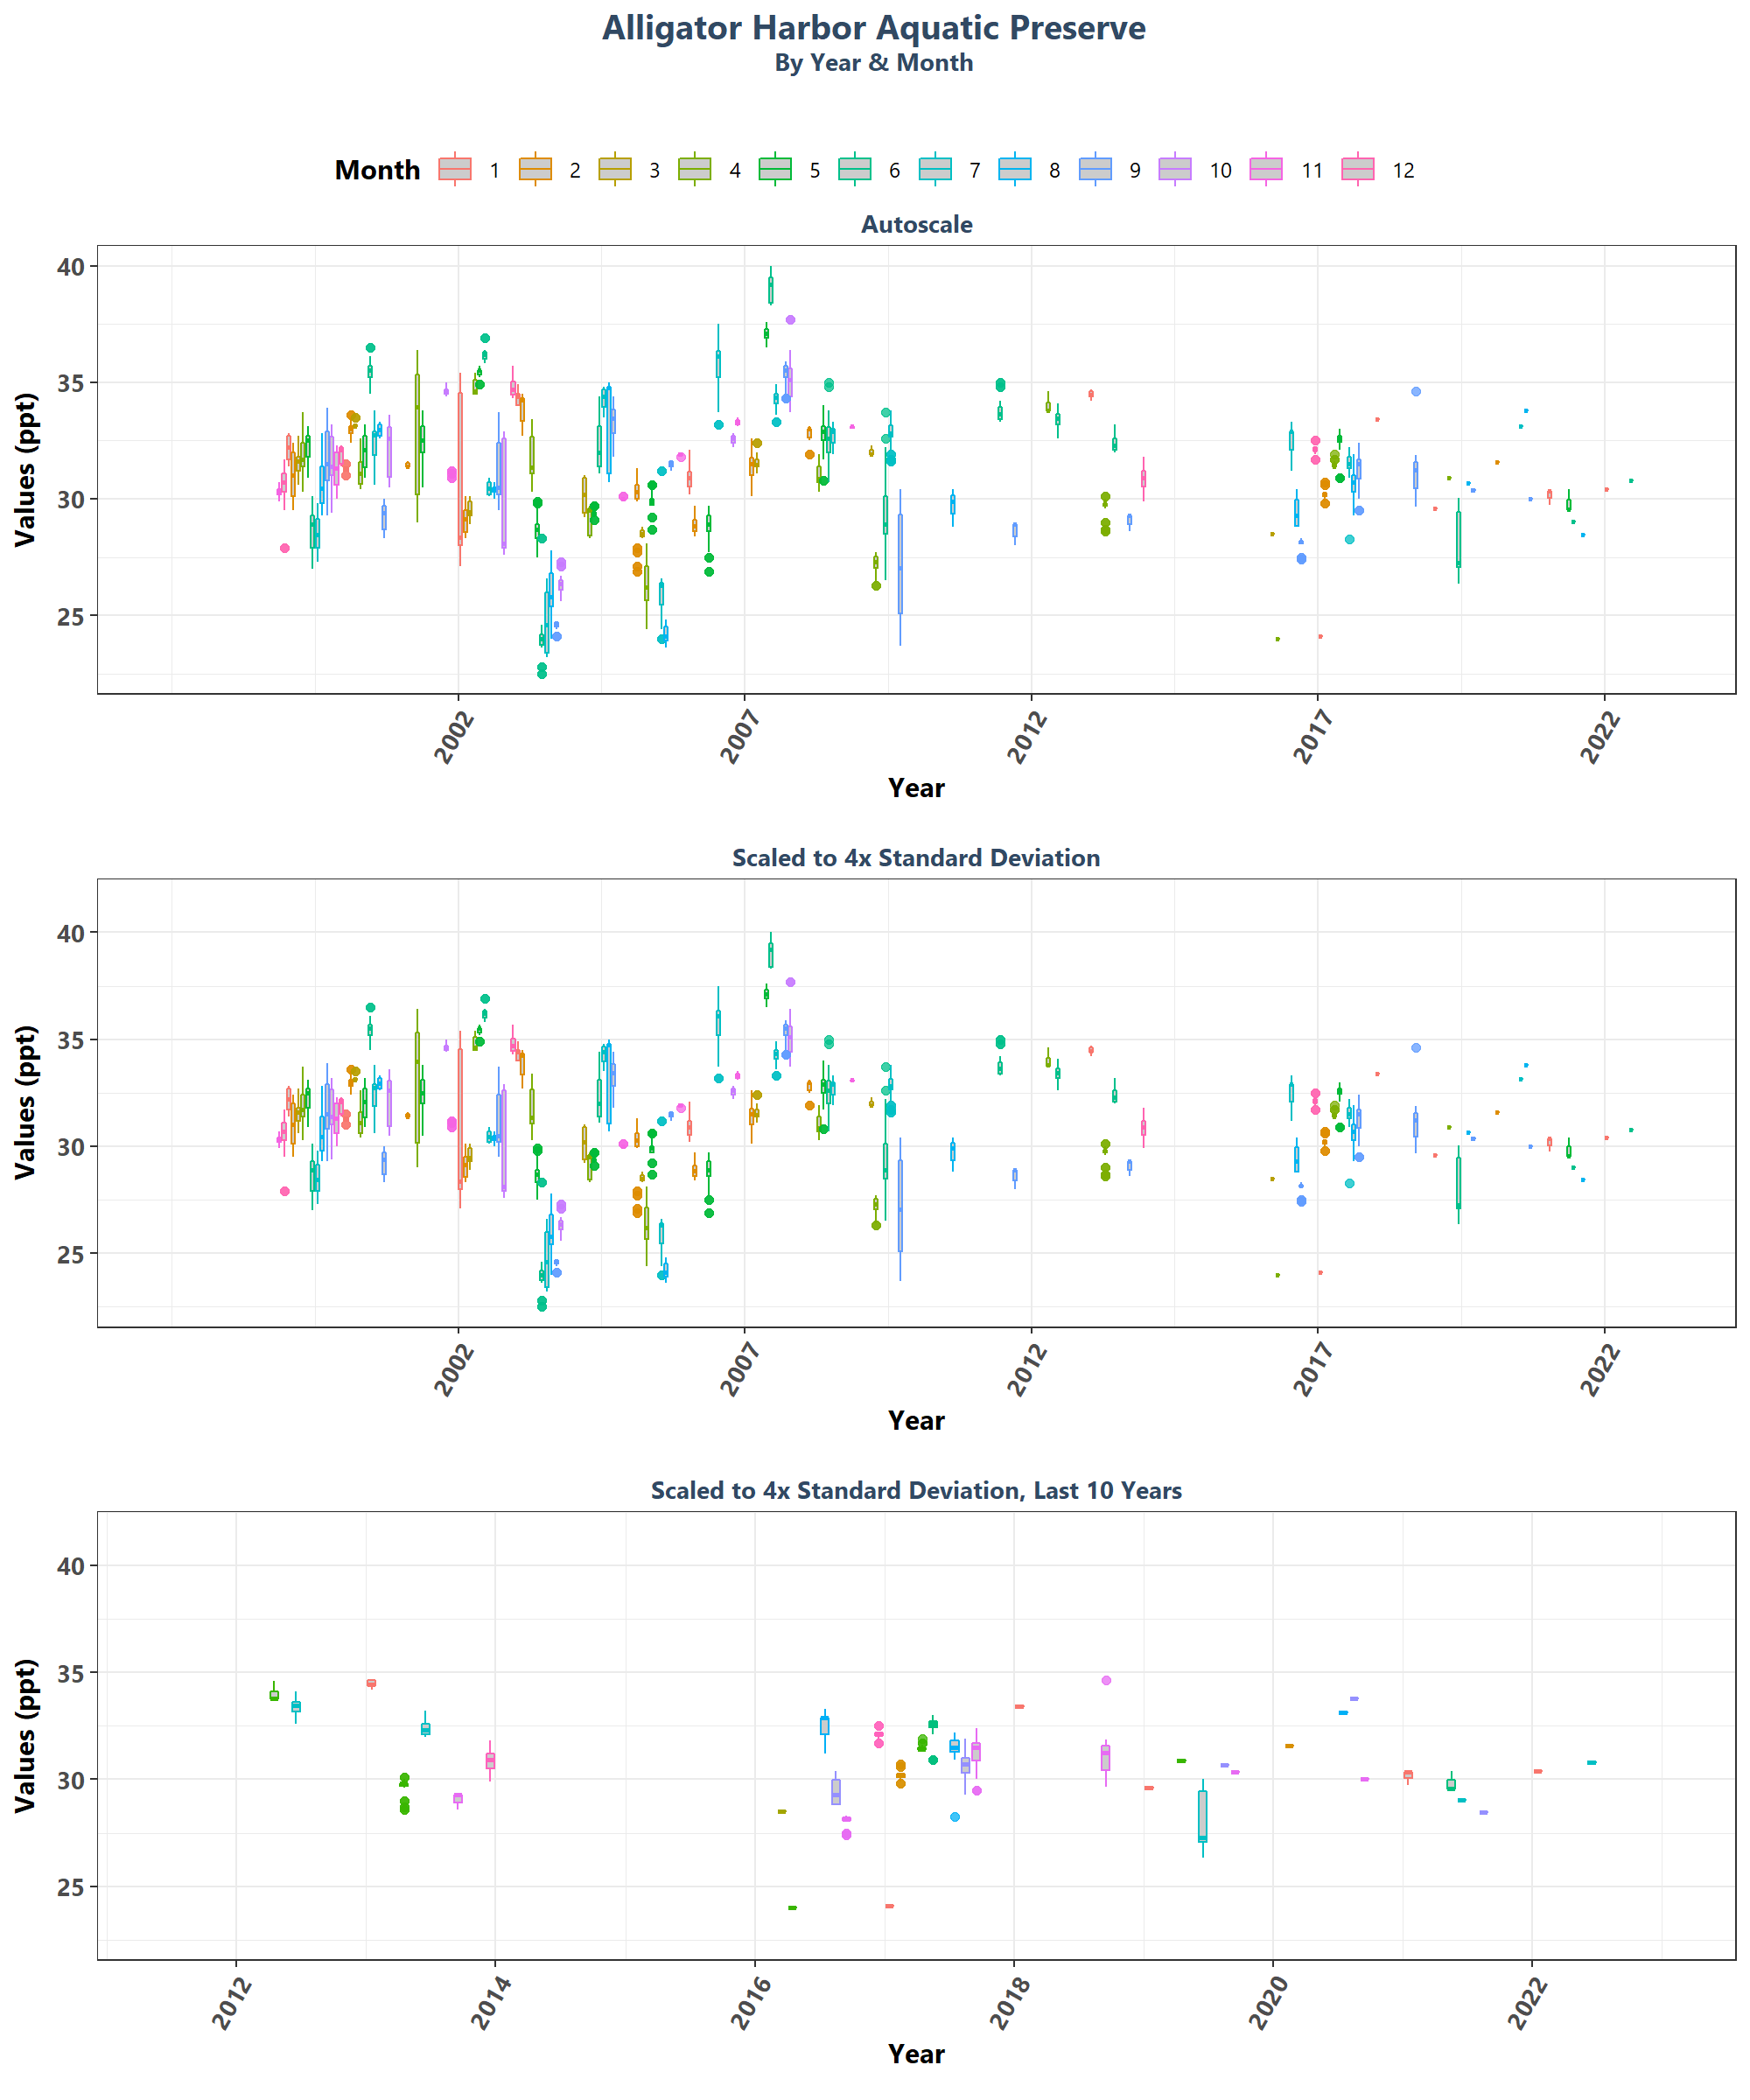 Alligator Harbor Aquatic Preserve
By Year & Month
Month 1 2 3 4 5 6 7 8 9 10 11 12
Autoscale
40
35
30
25
Values (ppt)
2002 2007 2012 2017 2022
Year
Scaled to 4x Standard Deviation
40
35
30
25
Values (ppt)
2002 2007 2012 2017 2022
Year
Scaled to 4x Standard Deviation, Last 10 Years
40
35
30
25
Values (ppt)
2012 2014 2016 2018 2020 2022
Year